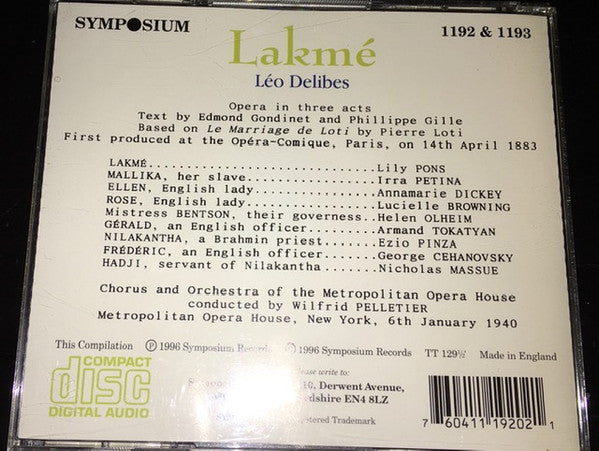 SYMPOSIUM
1192 & 1193
Lakmé
Léo Delibes
Opera in three acts
Text by Edmond Gondinet and Phillippe Gille
Based on Le Marriage de Loti by Pierre Loti
First produced at the Opéra-Comique, Paris, on 14th April 1883
LAKMÉ..............................Lily PONS
MALLIKA, her slave.................Irra PETINA
ELLEN, English lady................Annamarie DICKEY
ROSE, English lady.................Lucielle BROWNING
Mistress BENTSON, their governess..Helen OLHEIM
GÉRALD, an English officer.........Armand TOKATYAN
NILAKANTHA, a Brahmin priest.......Ezio PINZA
FRÉDÉRIC, an English officer.......George CEHANOVSKY
HADJI, servant of Nilakantha.......Nicholas MASSUE
Chorus and Orchestra of the Metropolitan Opera House
conducted by Wilfrid PELLETIER
Metropolitan Opera House, New York, 6th January 1940
This Compilation ℗ 1996 Symposium Records © 1996 Symposium Records TT 129½' Made in England
COMPACT
disc
DIGITAL AUDIO
please write to:
10, Derwent Avenue,
dshire EN4 8LZ
Trademark
7 60411 19202 1